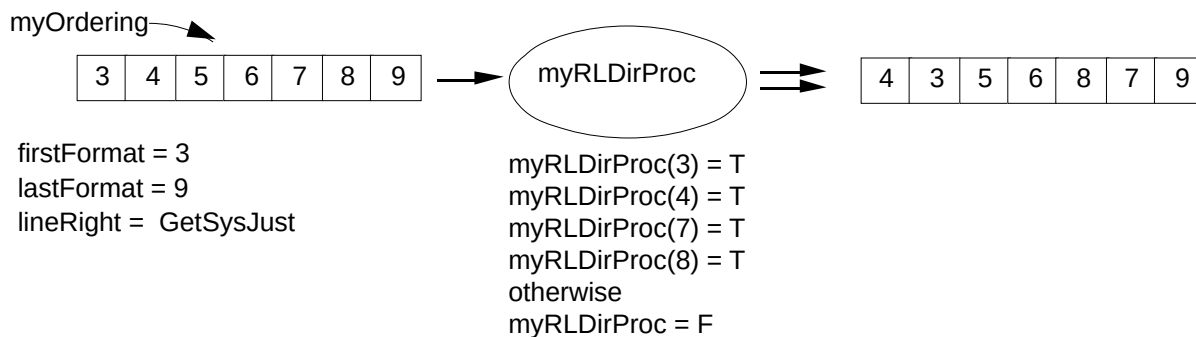 myOrdering
3 4 5 6 7 8 9
myRLDirProc
4 3 5 6 8 7 9
firstFormat = 3
lastFormat = 9
lineRight = GetSysJust
myRLDirProc(3) = T
myRLDirProc(4) = T
myRLDirProc(7) = T
myRLDirProc(8) = T
otherwise
myRLDirProc = F